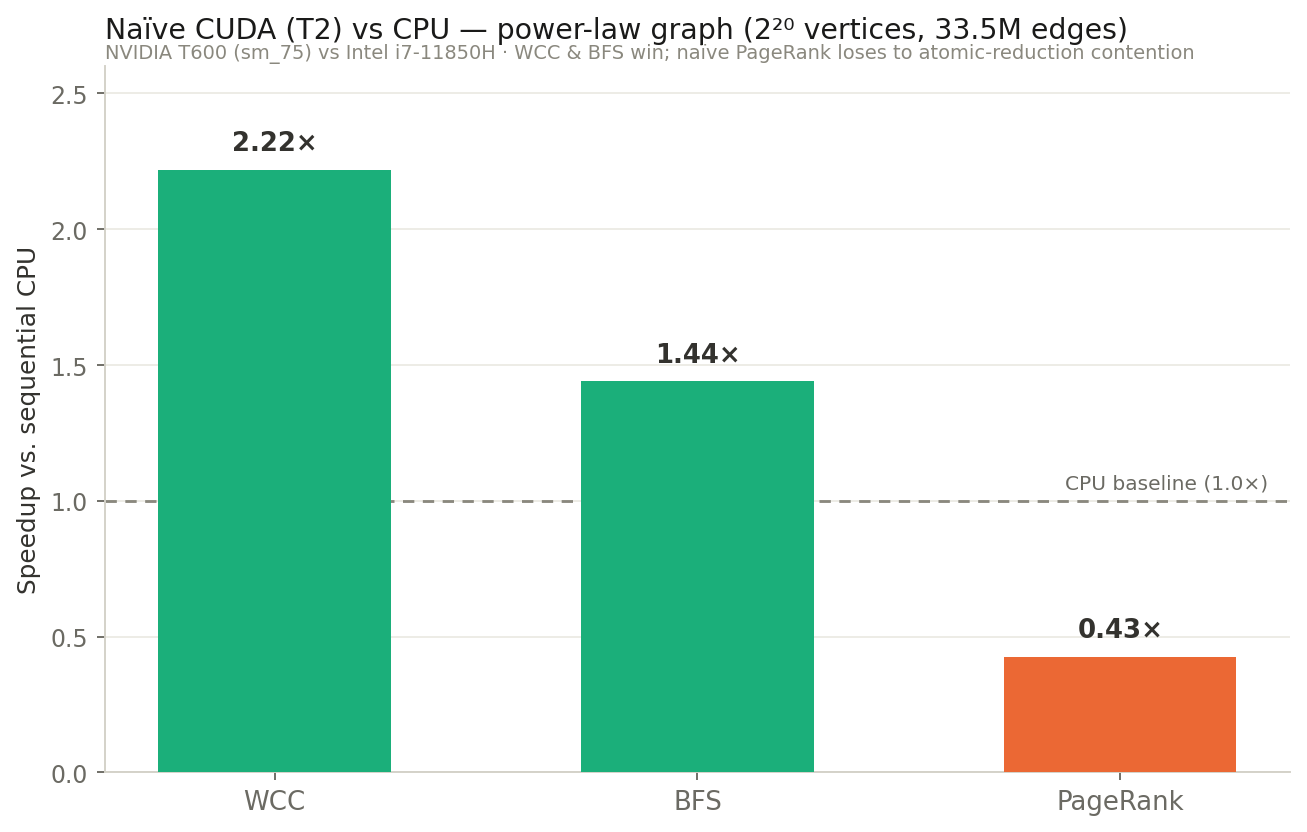 Naïve CUDA (T2) vs CPU — power-law graph (2²⁰ vertices, 33.5M edges)
NVIDIA T600 (sm_75) vs Intel i7-11850H · WCC & BFS win; naïve PageRank loses to atomic-reduction contention
Speedup vs. sequential CPU
2.5
2.0
1.5
1.0
0.5
0.0
2.22×
1.44×
CPU baseline (1.0×)
0.43×
WCC
BFS
PageRank